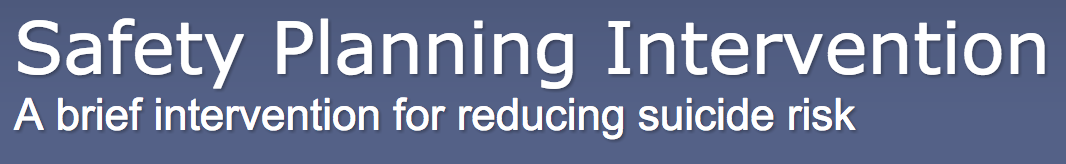 Safety Planning Intervention
A brief intervention for reducing suicide risk